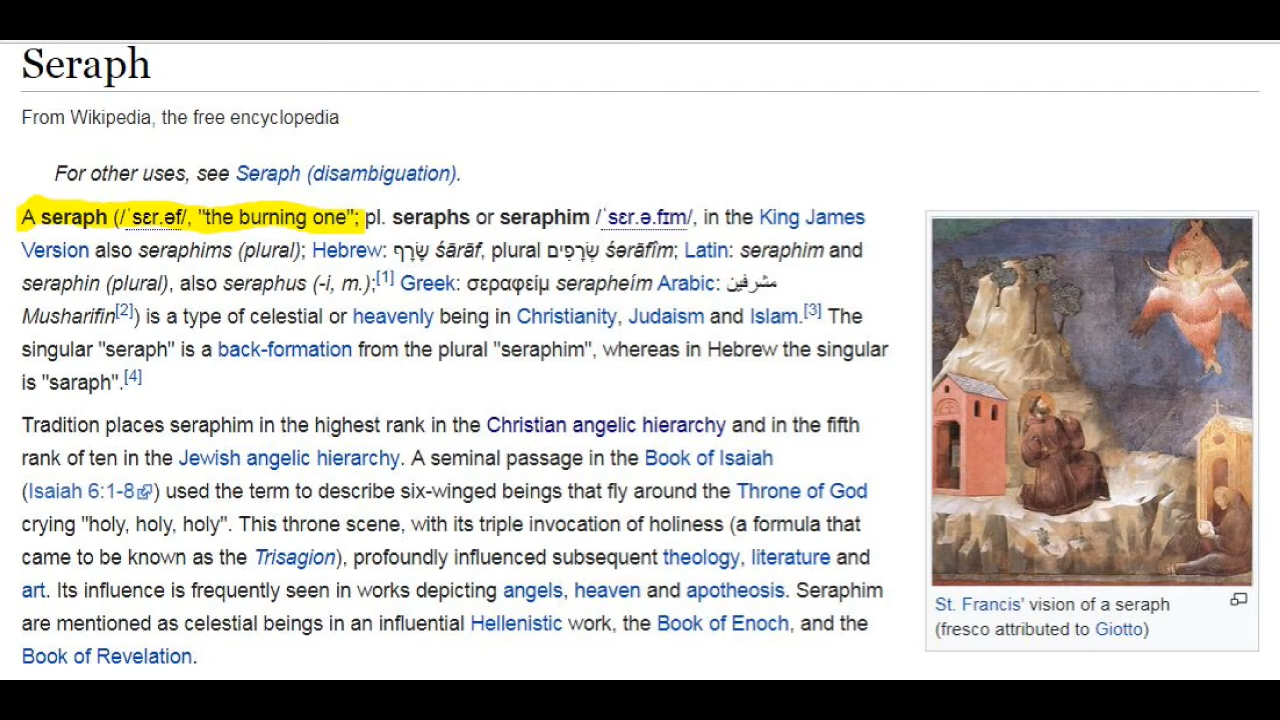 Seraph
From Wikipedia, the free encyclopedia
For other uses, see Seraph (disambiguation).
A seraph (/ˈsɛr.əf/, "the burning one"; pl. seraphs or seraphim /ˈsɛr.ə.fɪm/, in the King James
Version also seraphims (plural); Hebrew: שָׂרָף śārāf, plural שְׂרָפִים śərāfîm; Latin: seraphim and
seraphin (plural), also seraphus (-i, m.);[1] Greek: σεραφείμ serapheím Arabic: مشرفين
Musharifin[2]) is a type of celestial or heavenly being in Christianity, Judaism and Islam.[3] The
singular "seraph" is a back-formation from the plural "seraphim", whereas in Hebrew the singular
is "saraph".[4]
Tradition places seraphim in the highest rank in the Christian angelic hierarchy and in the fifth
rank of ten in the Jewish angelic hierarchy. A seminal passage in the Book of Isaiah
(Isaiah 6:1-8) used the term to describe six-winged beings that fly around the Throne of God
crying "holy, holy, holy". This throne scene, with its triple invocation of holiness (a formula that
came to be known as the Trisagion), profoundly influenced subsequent theology, literature and
art. Its influence is frequently seen in works depicting angels, heaven and apotheosis. Seraphim
are mentioned as celestial beings in an influential Hellenistic work, the Book of Enoch, and the
Book of Revelation.
St. Francis' vision of a seraph
(fresco attributed to Giotto)